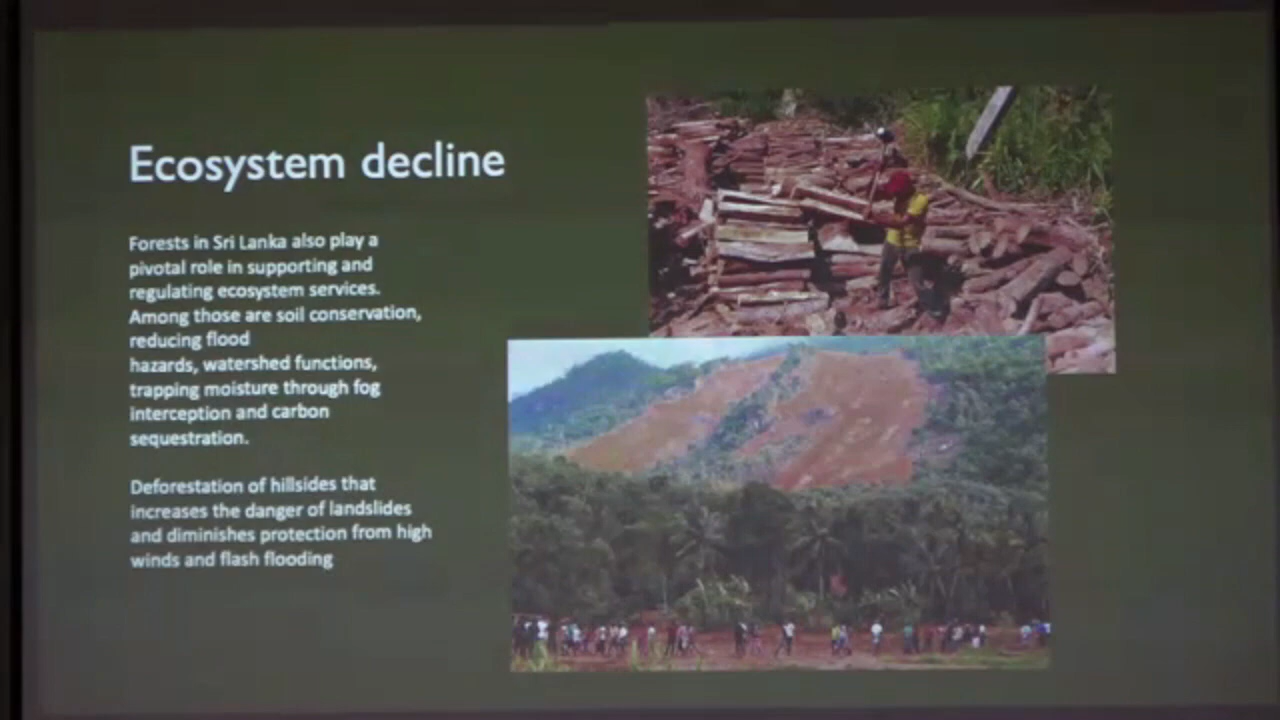 Ecosystem decline
Forests in Sri Lanka also play a
pivotal role in supporting and
regulating ecosystem services.
Among those are soil conservation,
reducing flood
hazards, watershed functions,
trapping moisture through fog
interception and carbon
sequestration.
Deforestation of hillsides that
increases the danger of landslides
and diminishes protection from high
winds and flash flooding